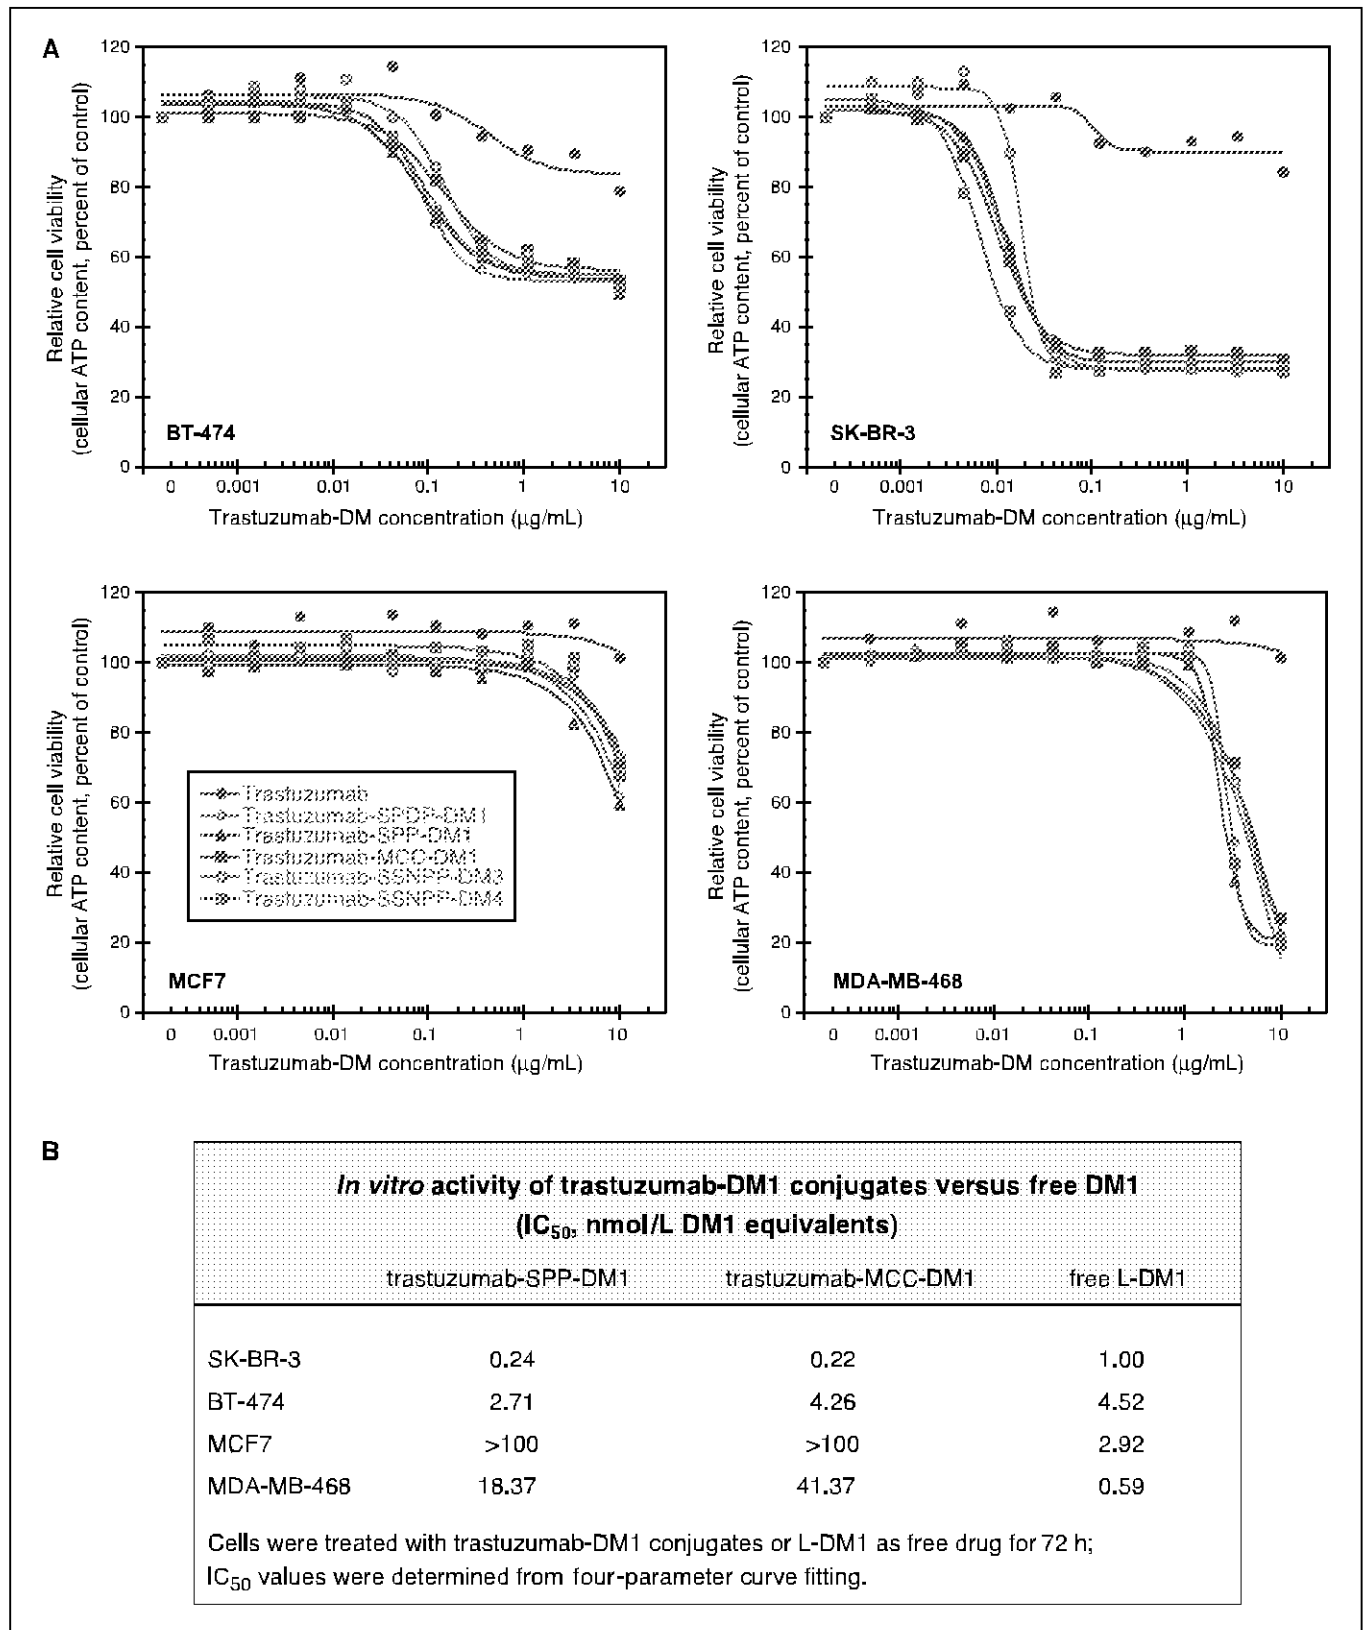 A
120
100
80
60
40
20
0
Relative cell viability
(cellular ATP content, percent of control)
BT-474
0 0.001 0.01 0.1 1 10
Trastuzumab-DM concentration (µg/mL)
120
100
80
60
40
20
0
Relative cell viability
(cellular ATP content, percent of control)
SK-BR-3
0 0.001 0.01 0.1 1 10
Trastuzumab-DM concentration (µg/mL)
120
100
80
60
40
20
0
Relative cell viability
(cellular ATP content, percent of control)
Trastuzumab
Trastuzumab-SPDP-DM1
Trastuzumab-SPP-DM1
Trastuzumab-MCC-DM1
Trastuzumab-SSNPP-DM3
Trastuzumab-SSNPP-DM4
MCF7
0 0.001 0.01 0.1 1 10
Trastuzumab-DM concentration (µg/mL)
120
100
80
60
40
20
0
Relative cell viability
(cellular ATP content, percent of control)
MDA-MB-468
0 0.001 0.01 0.1 1 10
Trastuzumab-DM concentration (µg/mL)
B
In vitro activity of trastuzumab-DM1 conjugates versus free DM1
(IC50, nmol/L DM1 equivalents)
trastuzumab-SPP-DM1 trastuzumab-MCC-DM1 free L-DM1
SK-BR-3 0.24 0.22 1.00
BT-474 2.71 4.26 4.52
MCF7 >100 >100 2.92
MDA-MB-468 18.37 41.37 0.59
Cells were treated with trastuzumab-DM1 conjugates or L-DM1 as free drug for 72 h;
IC50 values were determined from four-parameter curve fitting.